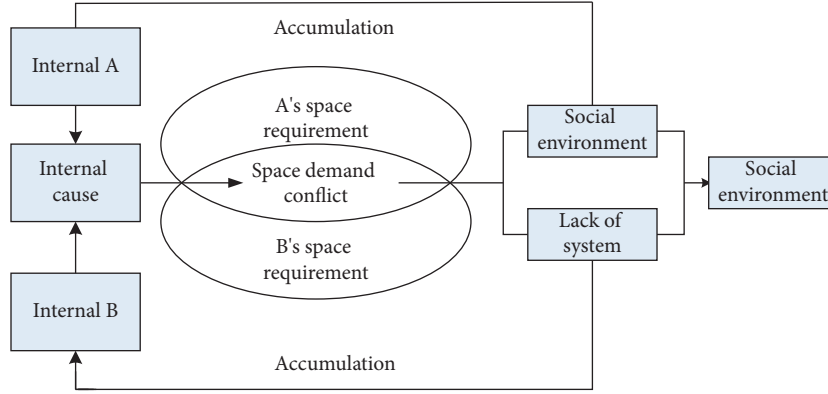 Accumulation
Internal A
A's space
requirement
Social
environment
Internal
cause
Space demand
conflict
Social
environment
Lack of
system
B's space
requirement
Internal B
Accumulation